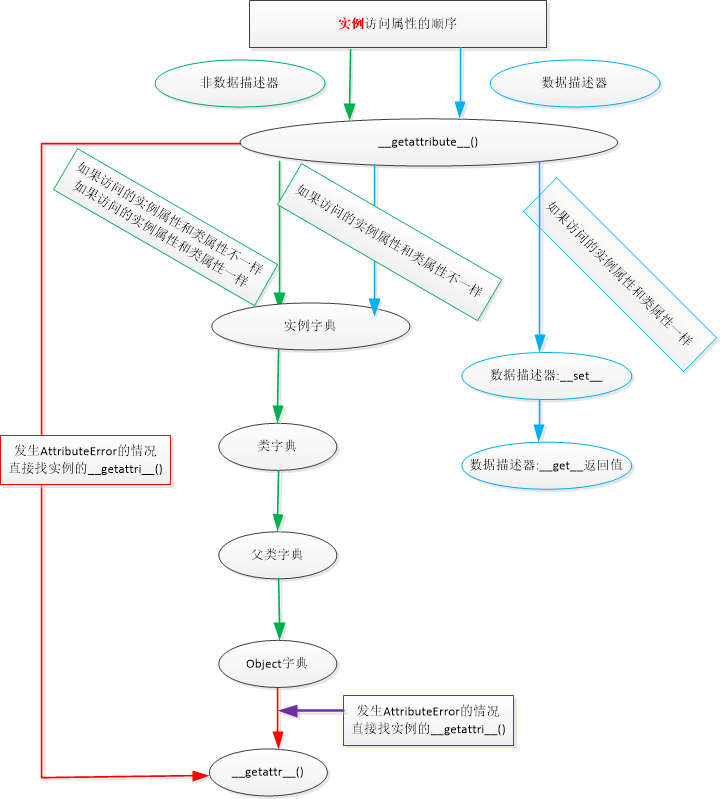 实例访问属性的顺序
非数据描述器
数据描述器
__getattribute__()
如果访问的实例属性和类属性不一样
如果访问的实例属性和类属性一样
如果访问的实例属性和类属性不一样
如果访问的实例属性和类属性一样
实例字典
数据描述器:__set__
类字典
发生AttributeError的情况
直接找实例的__getattri__()
数据描述器:__get__返回值
父类字典
Object字典
发生AttributeError的情况
直接找实例的__getattri__()
__getattr__()